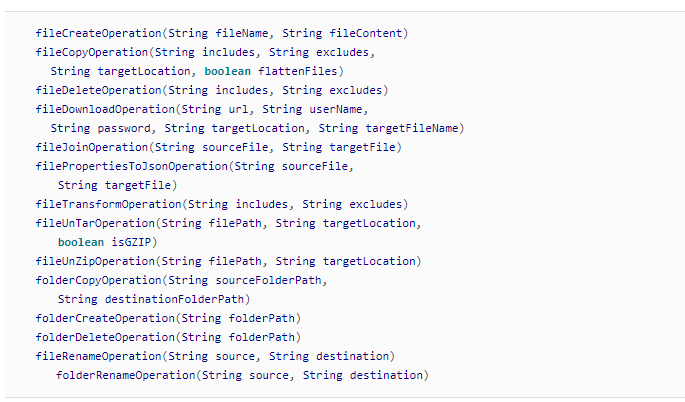 fileCreateOperation(String fileName, String fileContent)
fileCopyOperation(String includes, String excludes,
String targetLocation, boolean flattenFiles)
fileDeleteOperation(String includes, String excludes)
fileDownloadOperation(String url, String userName,
String password, String targetLocation, String targetFileName)
fileJoinOperation(String sourceFile, String targetFile)
filePropertiesToJsonOperation(String sourceFile,
String targetFile)
fileTransformOperation(String includes, String excludes)
fileUnTarOperation(String filePath, String targetLocation,
boolean isGZIP)
fileUnZipOperation(String filePath, String targetLocation)
folderCopyOperation(String sourceFolderPath,
String destinationFolderPath)
folderCreateOperation(String folderPath)
folderDeleteOperation(String folderPath)
fileRenameOperation(String source, String destination)
folderRenameOperation(String source, String destination)